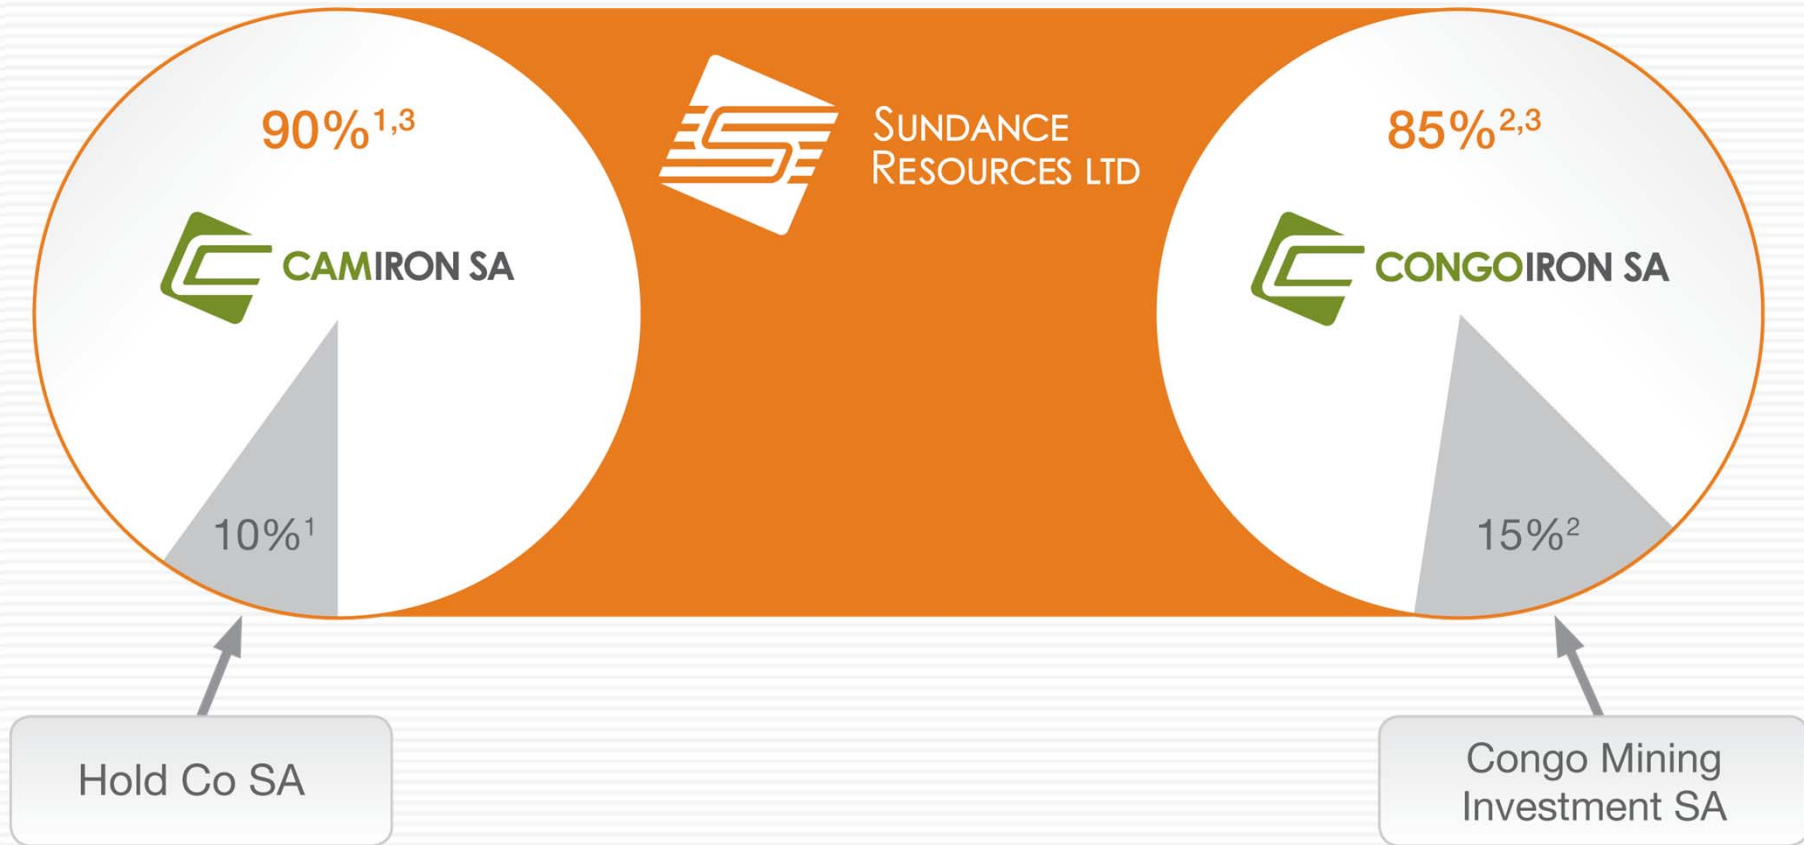 90%¹,³
CAMIRON SA
10%¹
Hold Co SA
SUNDANCE
RESOURCES LTD
85%²,³
CONGOIRON SA
15%²
Congo Mining
Investment SA